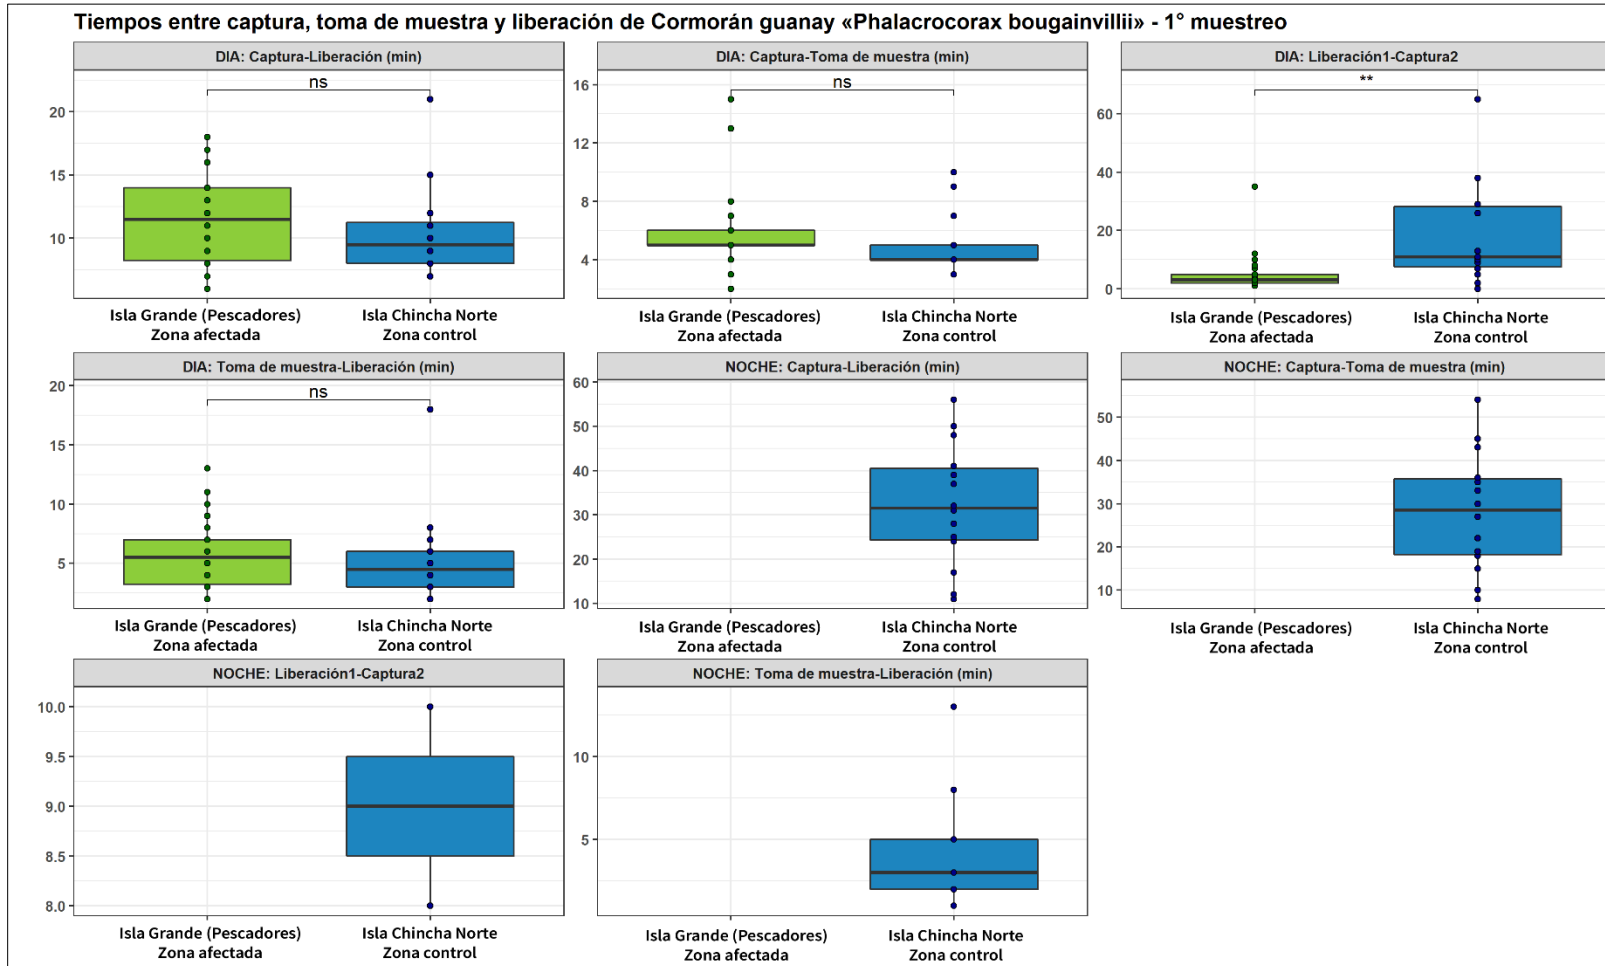 Tiempos entre captura, toma de muestra y liberación de Cormorán guanay «Phalacrocorax bougainvillii» - 1° muestreo
DIA: Captura-Liberación (min)
ns
20
15
10
Isla Grande (Pescadores)
Zona afectada
Isla Chincha Norte
Zona control
DIA: Captura-Toma de muestra (min)
ns
16
12
8
4
Isla Grande (Pescadores)
Zona afectada
Isla Chincha Norte
Zona control
DIA: Liberación1-Captura2
**
60
40
20
0
Isla Grande (Pescadores)
Zona afectada
Isla Chincha Norte
Zona control
DIA: Toma de muestra-Liberación (min)
ns
20
15
10
5
Isla Grande (Pescadores)
Zona afectada
Isla Chincha Norte
Zona control
NOCHE: Captura-Liberación (min)
60
50
40
30
20
10
Isla Grande (Pescadores)
Zona afectada
Isla Chincha Norte
Zona control
NOCHE: Captura-Toma de muestra (min)
50
40
30
20
10
Isla Grande (Pescadores)
Zona afectada
Isla Chincha Norte
Zona control
NOCHE: Liberación1-Captura2
10.0
9.5
9.0
8.5
8.0
Isla Grande (Pescadores)
Zona afectada
Isla Chincha Norte
Zona control
NOCHE: Toma de muestra-Liberación (min)
10
5
Isla Grande (Pescadores)
Zona afectada
Isla Chincha Norte
Zona control